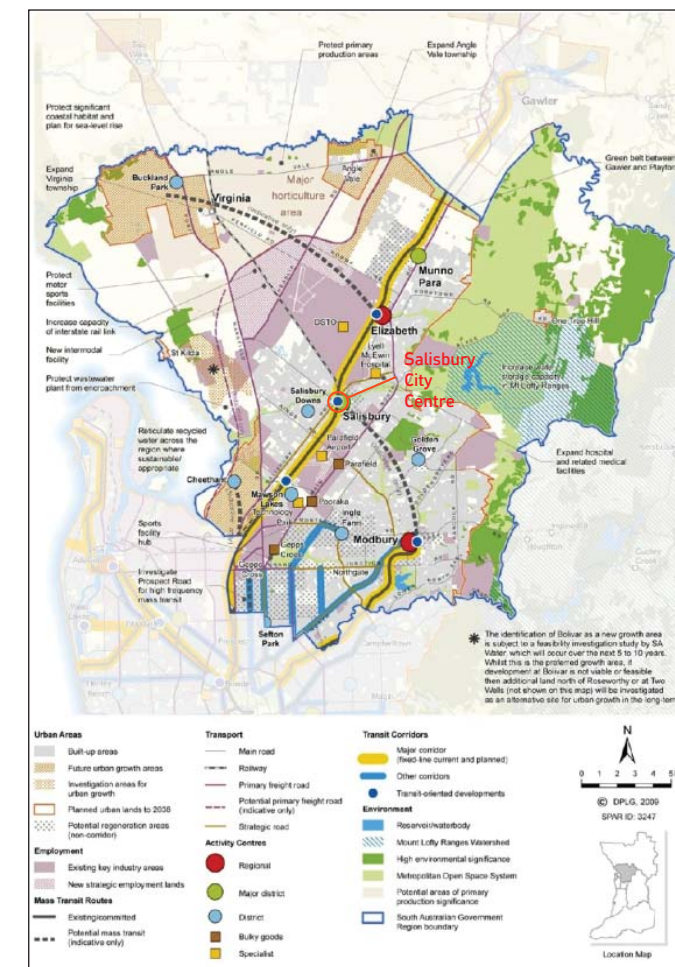 Protect primary
production areas
Expand Angle
Vale township
Gawler
Protect significant
coastal habitat and
plan for sea-level rise
Expand
Virginia
township
Buckland
Park
Virginia
Major
horticulture
area
Angle
Vale
Green belt between
Gawler and Playford
(indicative only)
Munno
Para
Protect
motor
sports
facilities
DSTO
Elizabeth
One Tree Hill
Increase capacity
of interstate rail link
New intermodal
facility
St Kilda
Lyell
McEwin
Hospital
Salisbury
City
Centre
Increase water
storage capacity
in Mt Lofty Ranges
Protect wastewater
plant from encroachment
Salisbury
Downs
Salisbury
Reticulate recycled
water across the
region where
sustainable/
appropriate
Parafield
Airport
Parafield
Golden
Grove
Expand hospital
and related medical
facilities
Cheetham
Mawson
Lakes
Technology
Park
Pooraka
Sports
facility
hub
Ingle
Farm
Modbury
Gepps
Cross
Northgate
Houghton
Investigate
Prospect Road
for high frequency
mass transit
Sefton
Park
Campbelltown
The identification of Bolivar as a new growth area
is subject to a feasibility investigation study by SA
Water, which will occur over the next 5 to 10 years.
Whilst this is the preferred growth area, if
development at Bolivar is not viable or feasible
then additional land north of Roseworthy or at Two
Wells (not shown on this map) will be investigated
as an alternative site for urban growth in the long-term
Urban Areas
Built-up areas
Future urban growth areas
Investigation areas for
urban growth
Planned urban lands to 2038
Potential regeneration areas
(non-corridor)
Employment
Existing key industry areas
New strategic employment lands
Mass Transit Routes
Existing/committed
Potential mass transit
(indicative only)
Transport
Main road
Railway
Primary freight road
Potential primary freight road
(indicative only)
Strategic road
Activity Centres
Regional
Major district
District
Bulky goods
Specialist
Transit Corridors
Major corridor
(fixed-line current and planned)
Other corridors
Transit-oriented developments
Environment
Reservoir/waterbody
Mount Lofty Ranges Watershed
High environmental significance
Metropolitan Open Space System
Potential areas of primary
production significance
South Australian Government
Region boundary
N
0 1 2 3 4 5
© DPLG, 2009
SPAR ID: 3247
Location Map